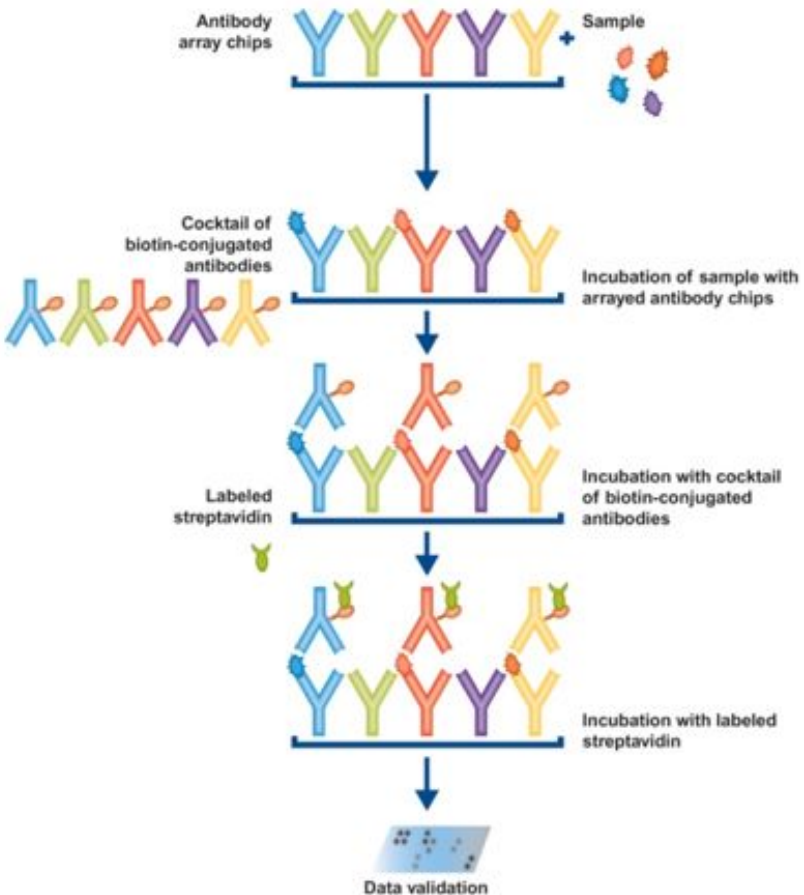 Antibody
array chips
+
Sample
Cocktail of
biotin-conjugated
antibodies
Incubation of sample with
arrayed antibody chips
Labeled
streptavidin
Incubation with cocktail
of biotin-conjugated
antibodies
Incubation with labeled
streptavidin
Data validation